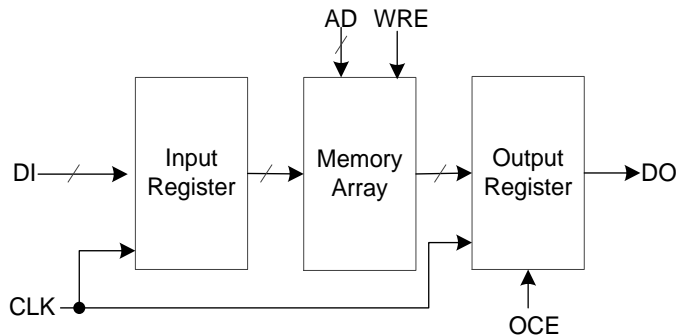 AD WRE
DI
Input
Register
Memory
Array
Output
Register
DO
CLK
OCE